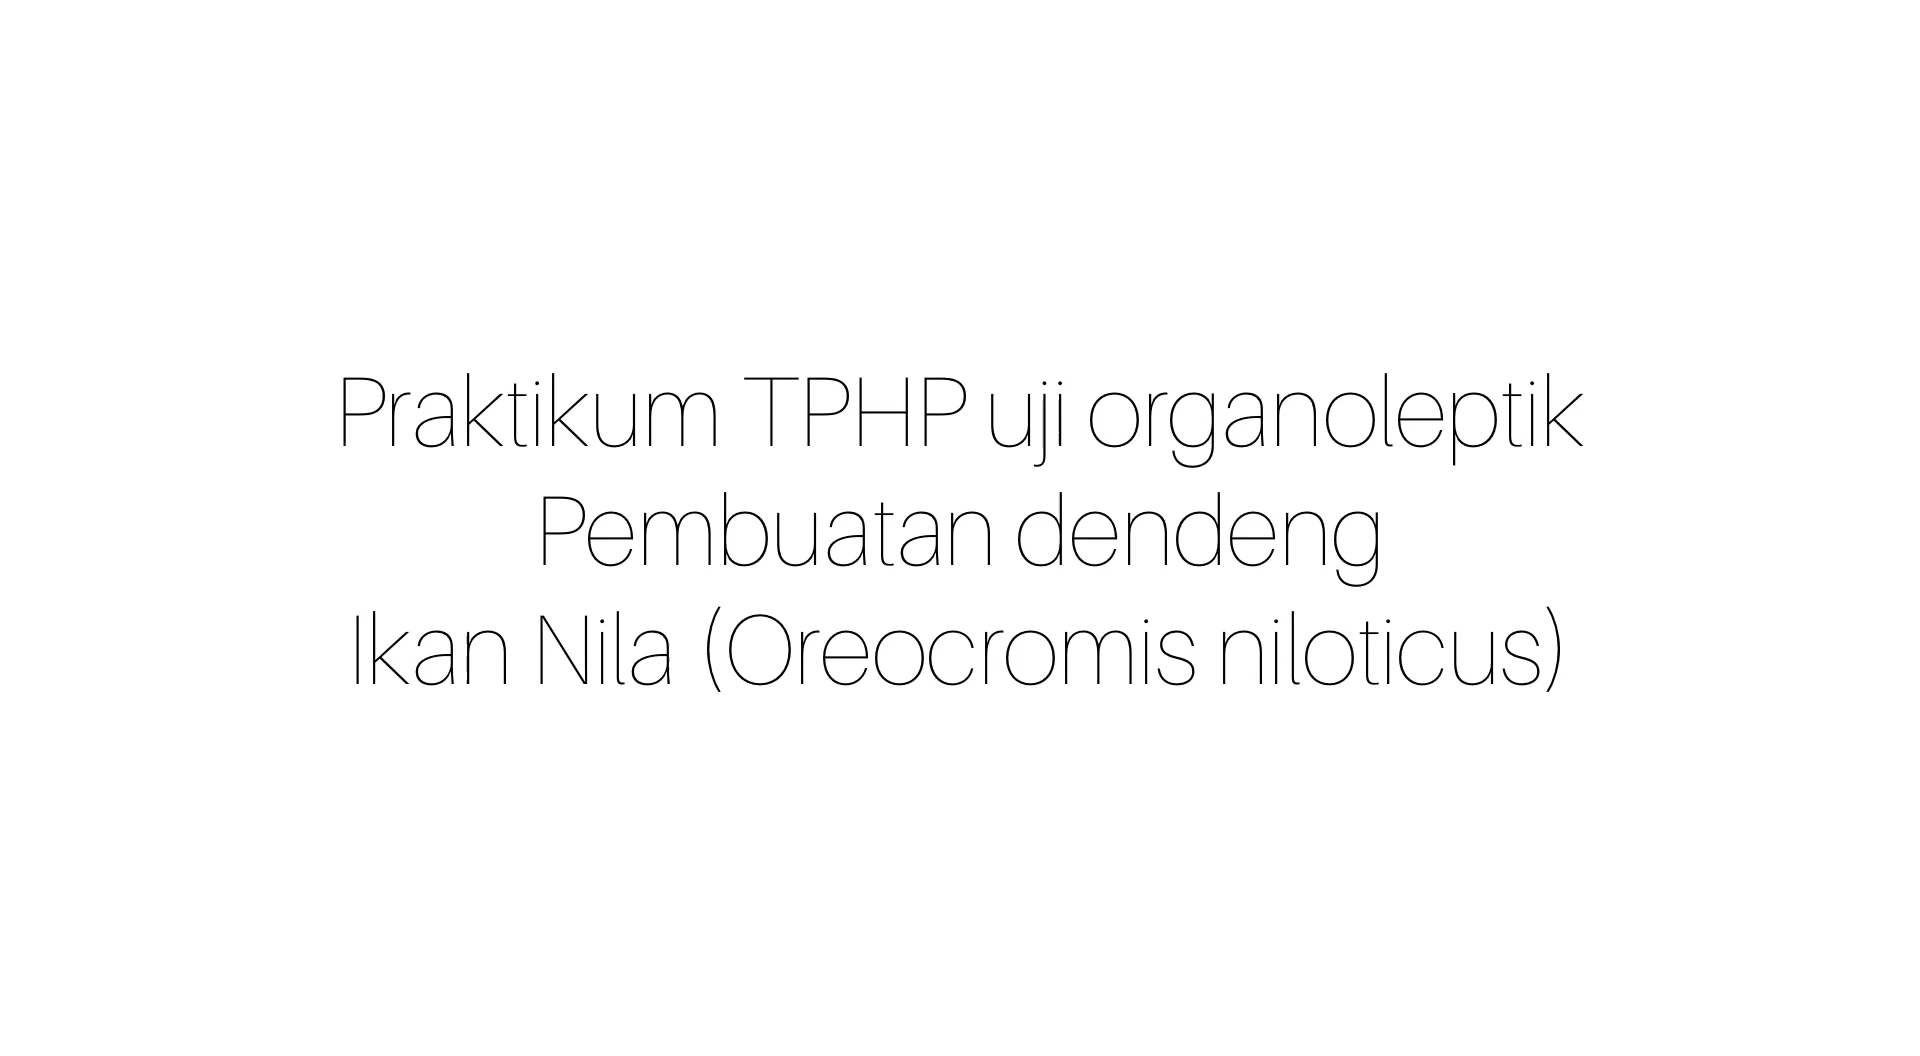 Praktikum TPHP uji organoleptik
Pembuatan dendeng
Ikan Nila (Oreocromis niloticus)